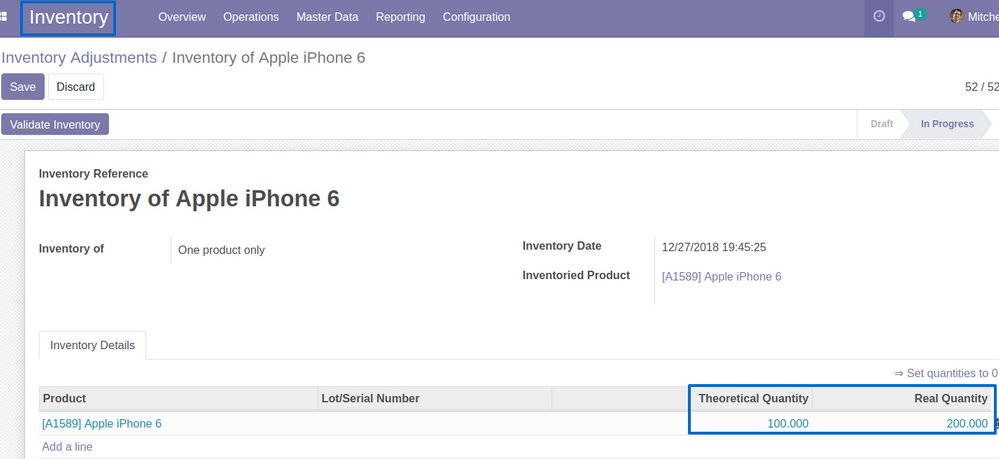 Inventory Overview Operations Master Data Reporting Configuration 1 Mitche
Inventory Adjustments / Inventory of Apple iPhone 6
Save Discard 52 / 52
Validate Inventory Draft In Progress
Inventory Reference
Inventory of Apple iPhone 6
Inventory of One product only
Inventory Date 12/27/2018 19:45:25
Inventoried Product [A1589] Apple iPhone 6
Inventory Details
⇒ Set quantities to 0
Product Lot/Serial Number Theoretical Quantity Real Quantity
[A1589] Apple iPhone 6 100.000 200.000
Add a line